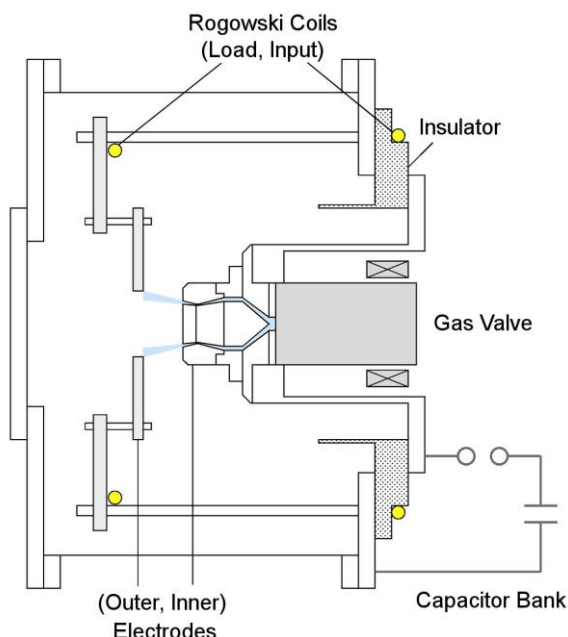 Rogowski Coils
(Load, Input)
Insulator
Gas Valve
(Outer, Inner)
Electrodes
Capacitor Bank